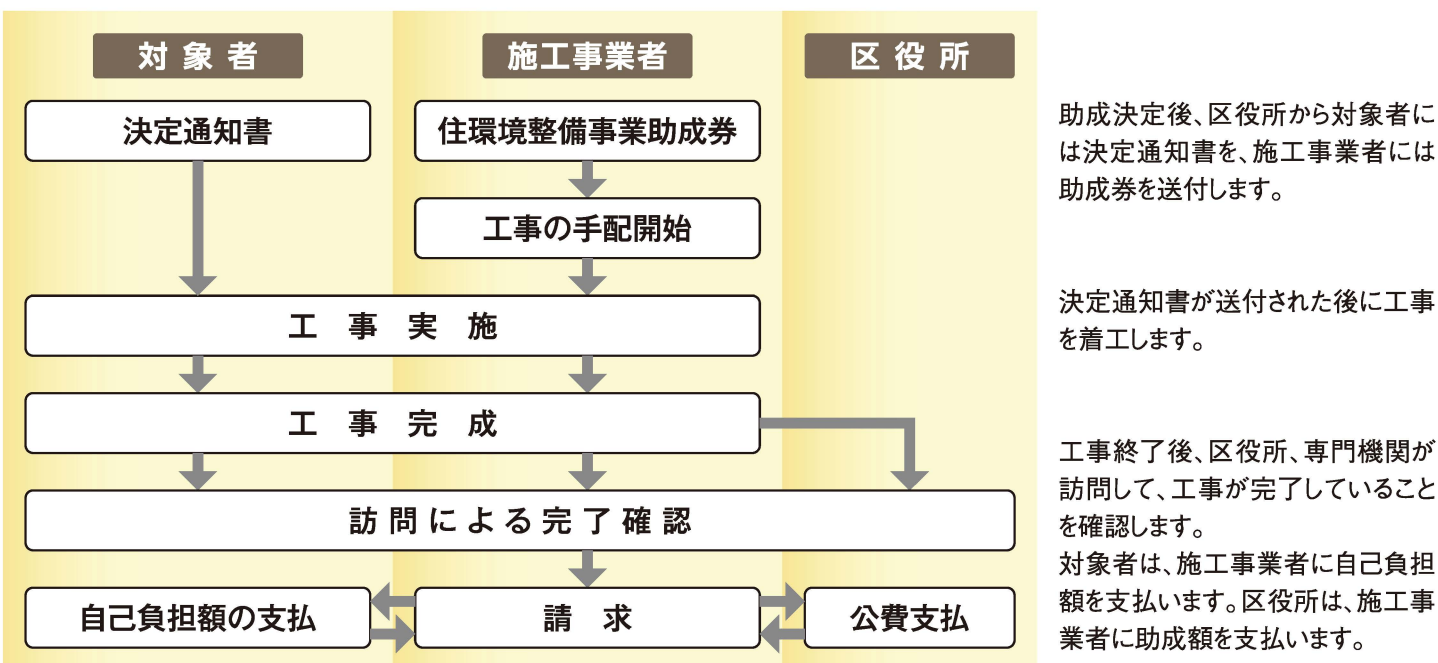 対象者
施工事業者
区役所
決定通知書
住環境整備事業助成券
工事の手配開始
工事実施
工事完成
訪問による完了確認
自己負担額の支払
請求
公費支払
助成決定後、区役所から対象者に
は決定通知書を、施工事業者には
助成券を送付します。
決定通知書が送付された後に工事
を着工します。
工事終了後、区役所、専門機関が
訪問して、工事が完了していること
を確認します。
対象者は、施工事業者に自己負担
額を支払います。区役所は、施工事
業者に助成額を支払います。